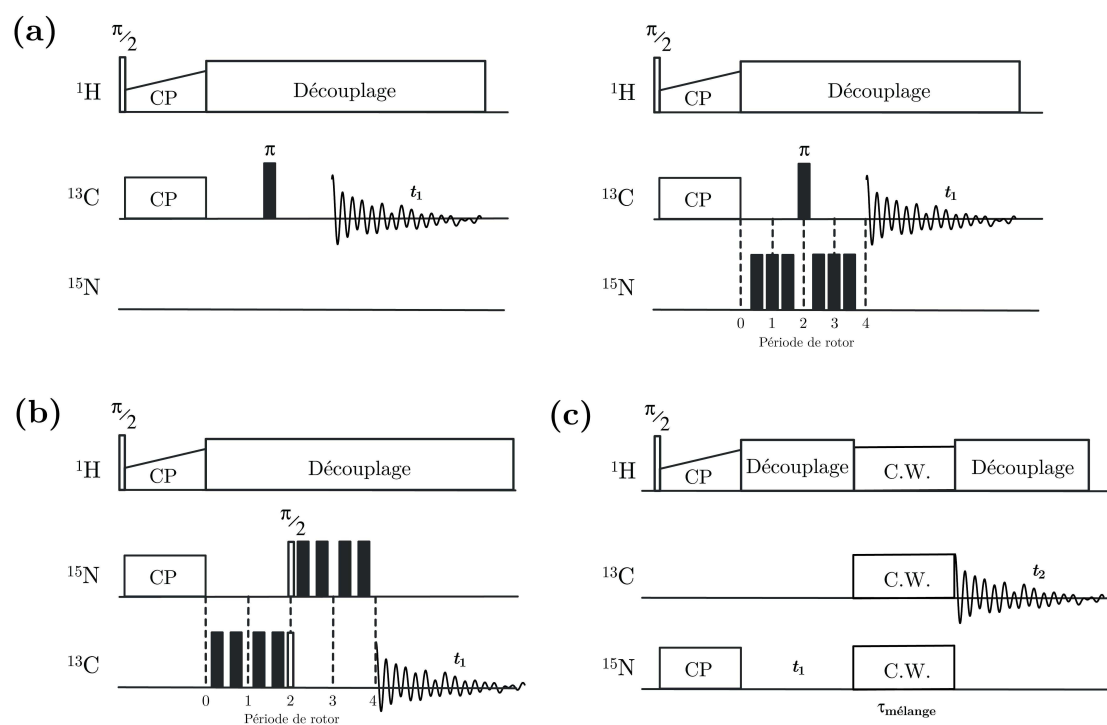 (a)
π/2
¹H
CP
Découplage
¹³C
CP
π
t₁
¹⁵N
π/2
¹H
CP
Découplage
¹³C
CP
π
t₁
¹⁵N
0 1 2 3 4
Période de rotor
(b)
π/2
¹H
CP
Découplage
π/2
¹⁵N
CP
¹³C
t₁
0 1 2 3 4
Période de rotor
(c)
π/2
¹H
CP
Découplage
C.W.
Découplage
¹³C
C.W.
t₂
¹⁵N
CP
t₁
C.W.
τmélange